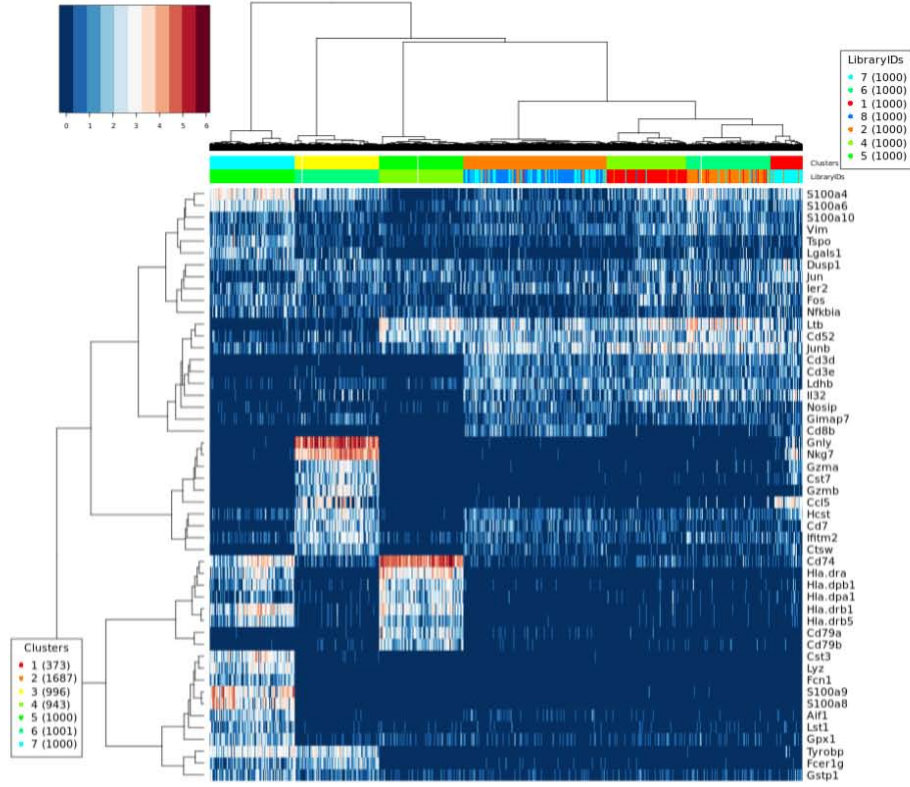 0 1 2 3 4 5 6
LibraryIDs
7 (1000)
6 (1000)
1 (1000)
8 (1000)
2 (1000)
4 (1000)
5 (1000)
Clusters
LibraryIDs
S100a4
S100a6
S100a10
Vim
Tspo
Lgals1
Dusp1
Jun
Ier2
Fos
Nfkbia
Ltb
Cd52
Junb
Cd3d
Cd3e
Ldhb
Il32
Nosip
Gimap7
Cd8b
Gnly
Nkg7
Gzma
Cst7
Gzmb
Ccl5
Hcst
Cd7
Ifitm2
Ctsw
Cd74
Hla.dra
Hla.dpb1
Hla.dpa1
Hla.drb1
Hla.drb5
Cd79a
Cd79b
Cst3
Lyz
Fcn1
S100a9
S100a8
Aif1
Lst1
Gpx1
Tyrobp
Fcer1g
Gstp1
Clusters
1 (373)
2 (1687)
3 (996)
4 (943)
5 (1000)
6 (1001)
7 (1000)